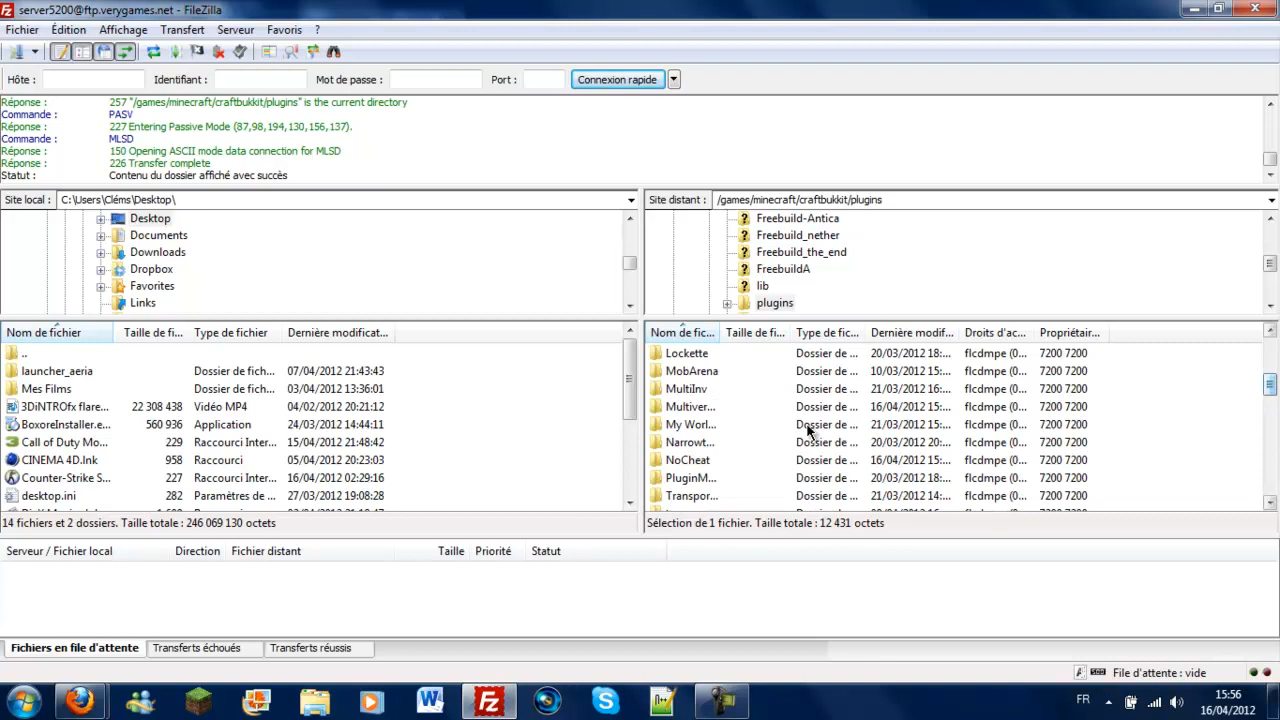 server5200@ftp.verygames.net - FileZilla
Fichier Édition Affichage Transfert Serveur Favoris ?
Hôte : Identifiant : Mot de passe : Port : Connexion rapide
Réponse : 257 "/games/minecraft/craftbukkit/plugins" is the current directory
Commande : PASV
Réponse : 227 Entering Passive Mode (87,98,194,130,156,137).
Commande : MLSD
Réponse : 150 Opening ASCII mode data connection for MLSD
Réponse : 226 Transfer complete
Statut : Contenu du dossier affiché avec succès
Site local : C:\Users\Cléms\Desktop\
Desktop
Documents
Downloads
Dropbox
Favorites
Links
Site distant : /games/minecraft/craftbukkit/plugins
Freebuild-Antica
Freebuild_nether
Freebuild_the_end
FreebuildA
lib
plugins
Nom de fichier Taille de fi... Type de fichier Dernière modificat...
..
launcher_aeria Dossier de fich... 07/04/2012 21:43:43
Mes Films Dossier de fich... 03/04/2012 13:36:01
3DiNTROfx flare... 22 308 438 Vidéo MP4 04/02/2012 20:21:12
BoxoreInstaller.e... 560 936 Application 24/03/2012 14:44:11
Call of Duty Mo... 229 Raccourci Inter... 15/04/2012 21:48:42
CINEMA 4D.lnk 958 Raccourci 05/04/2012 20:23:03
Counter-Strike S... 227 Raccourci Inter... 16/04/2012 02:29:16
desktop.ini 282 Paramètres de ... 27/03/2012 19:08:28
14 fichiers et 2 dossiers. Taille totale : 246 069 130 octets
Nom de fic... Taille de fi... Type de fic... Dernière modif... Droits d'ac... Propriétair...
Lockette Dossier de ... 20/03/2012 18:... flcdmpe (0... 7200 7200
MobArena Dossier de ... 10/03/2012 15:... flcdmpe (0... 7200 7200
MultiInv Dossier de ... 21/03/2012 16:... flcdmpe (0... 7200 7200
Multiver... Dossier de ... 16/04/2012 15:... flcdmpe (0... 7200 7200
My Worl... Dossier de ... 21/03/2012 15:... flcdmpe (0... 7200 7200
Narrowt... Dossier de ... 20/03/2012 20:... flcdmpe (0... 7200 7200
NoCheat Dossier de ... 16/04/2012 15:... flcdmpe (0... 7200 7200
PluginM... Dossier de ... 20/03/2012 18:... flcdmpe (0... 7200 7200
Transpor... Dossier de ... 21/03/2012 14:... flcdmpe (0... 7200 7200
Sélection de 1 fichier. Taille totale : 12 431 octets
Serveur / Fichier local Direction Fichier distant Taille Priorité Statut
Fichiers en file d'attente Transferts échoués Transferts réussis
File d'attente : vide
FR 15:56
16/04/2012